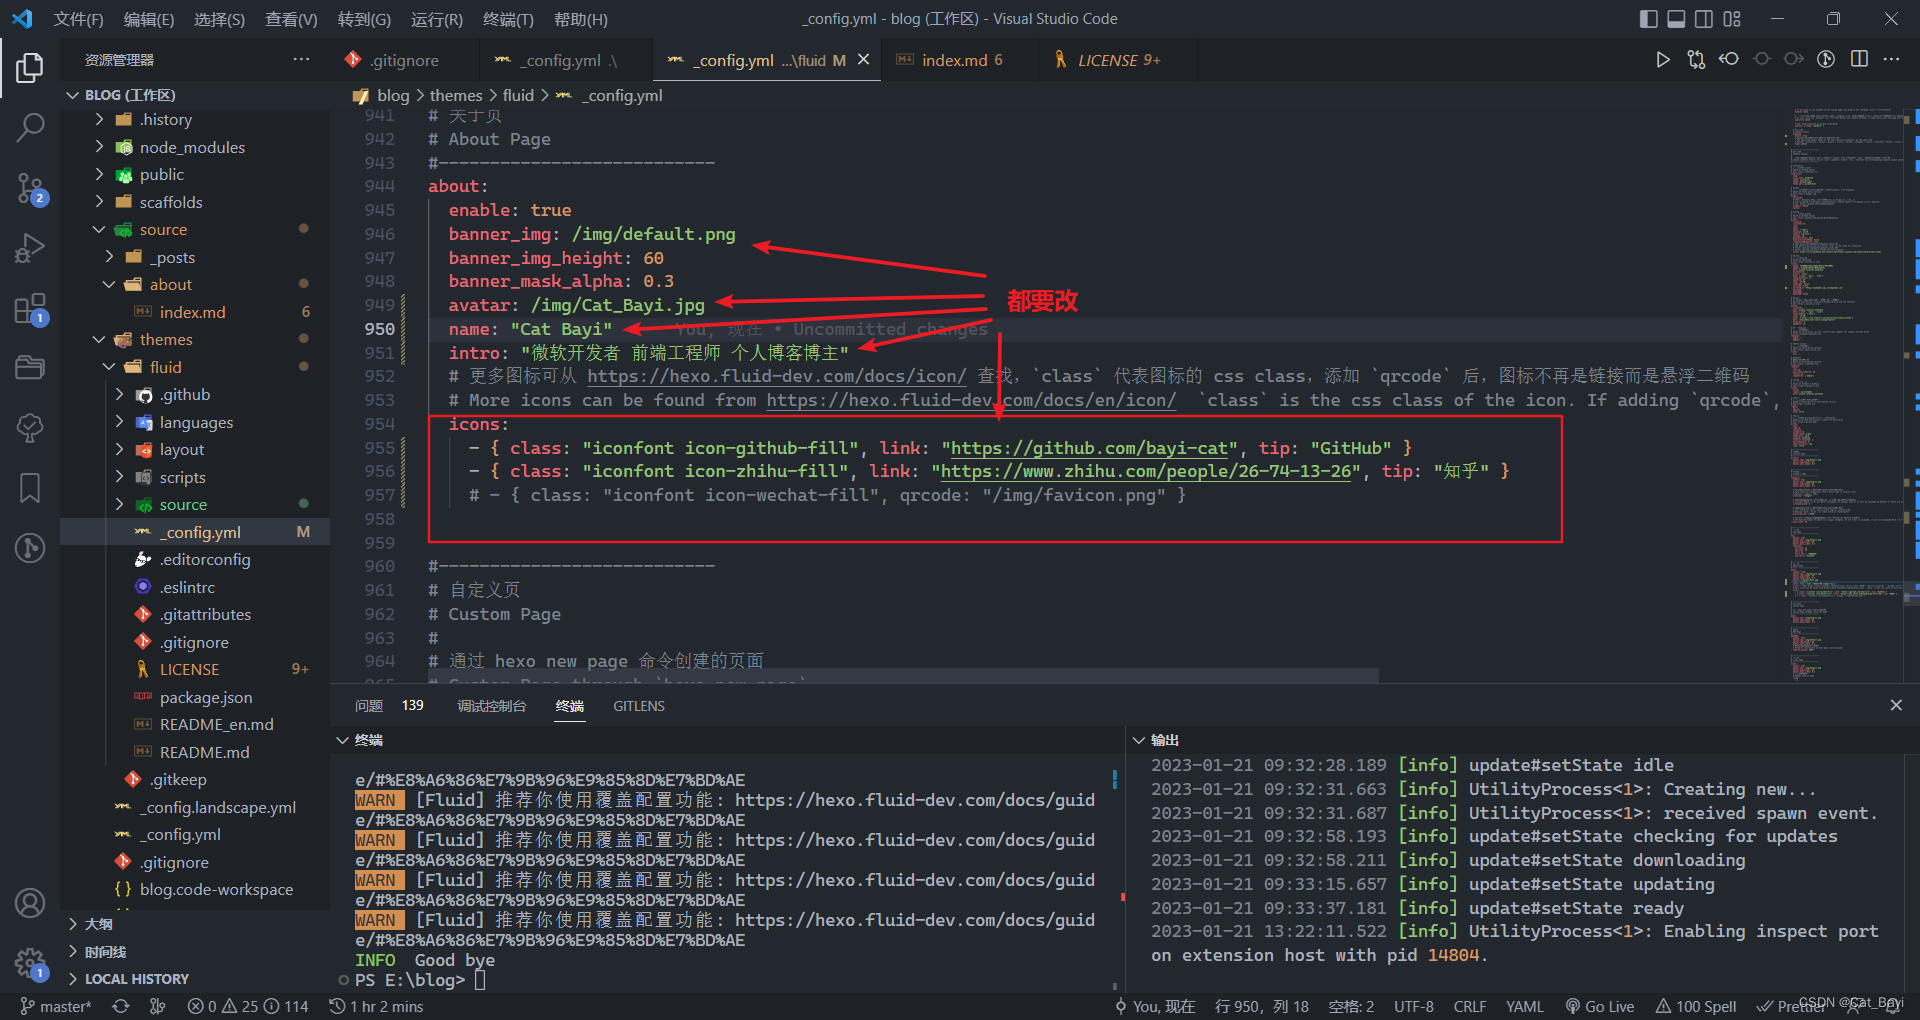 文件(F) 编辑(E) 选择(S) 查看(V) 转到(G) 运行(R) 终端(T) 帮助(H)
_config.yml - blog (工作区) - Visual Studio Code
资源管理器 ···
.gitignore
_config.yml .\
_config.yml ...\fluid M
index.md 6
LICENSE 9+
BLOG (工作区)
.history
node_modules
public
scaffolds
source
_posts
about
index.md 6
themes
fluid
.github
languages
layout
scripts
source
_config.yml M
.editorconfig
.eslintrc
.gitattributes
.gitignore
LICENSE 9+
package.json
README_en.md
README.md
.gitkeep
_config.landscape.yml
_config.yml
.gitignore
blog.code-workspace
大纲
时间线
LOCAL HISTORY
2
1
1
blog > themes > fluid > _config.yml
941 # 关于页
942 # About Page
943 #---------------------------
944 about:
945 enable: true
946 banner_img: /img/default.png
947 banner_img_height: 60
948 banner_mask_alpha: 0.3
949 avatar: /img/Cat_Bayi.jpg
都要改
950 name: "Cat Bayi" You, 现在 • Uncommitted changes
951 intro: "微软开发者 前端工程师 个人博客博主"
952 # 更多图标可从 https://hexo.fluid-dev.com/docs/icon/ 查找，`class` 代表图标的 css class，添加 `qrcode` 后，图标不再是链接而是悬浮二维码
953 # More icons can be found from https://hexo.fluid-dev.com/docs/en/icon/ `class` is the css class of the icon. If adding `qrcode`,
954 icons:
955 - { class: "iconfont icon-github-fill", link: "https://github.com/bayi-cat", tip: "GitHub" }
956 - { class: "iconfont icon-zhihu-fill", link: "https://www.zhihu.com/people/26-74-13-26", tip: "知乎" }
957 # - { class: "iconfont icon-wechat-fill", qrcode: "/img/favicon.png" }
958
959
960 #---------------------------
961 # 自定义页
962 # Custom Page
963 #
964 # 通过 hexo new page 命令创建的页面
965 # Custom Page through `hexo new page`
问题 139 调试控制台 终端 GITLENS
终端
e/#%E8%A6%86%E7%9B%96%E9%85%8D%E7%BD%AE
WARN [Fluid] 推荐你使用覆盖配置功能: https://hexo.fluid-dev.com/docs/guid
e/#%E8%A6%86%E7%9B%96%E9%85%8D%E7%BD%AE
WARN [Fluid] 推荐你使用覆盖配置功能: https://hexo.fluid-dev.com/docs/guid
e/#%E8%A6%86%E7%9B%96%E9%85%8D%E7%BD%AE
WARN [Fluid] 推荐你使用覆盖配置功能: https://hexo.fluid-dev.com/docs/guid
e/#%E8%A6%86%E7%9B%96%E9%85%8D%E7%BD%AE
WARN [Fluid] 推荐你使用覆盖配置功能: https://hexo.fluid-dev.com/docs/guid
e/#%E8%A6%86%E7%9B%96%E9%85%8D%E7%BD%AE
INFO Good bye
PS E:\blog>
输出
2023-01-21 09:32:28.189 [info] update#setState idle
2023-01-21 09:32:31.663 [info] UtilityProcess<1>: Creating new...
2023-01-21 09:32:31.687 [info] UtilityProcess<1>: received spawn event.
2023-01-21 09:32:58.193 [info] update#setState checking for updates
2023-01-21 09:32:58.211 [info] update#setState downloading
2023-01-21 09:33:15.657 [info] update#setState updating
2023-01-21 09:33:37.181 [info] update#setState ready
2023-01-21 13:22:11.522 [info] UtilityProcess<1>: Enabling inspect port
on extension host with pid 14804.
master* 0 25 114 1 hr 2 mins
You, 现在 行 950，列 18 空格: 2 UTF-8 CRLF YAML Go Live 100 Spell Prettier
CSDN @Cat_Bayi